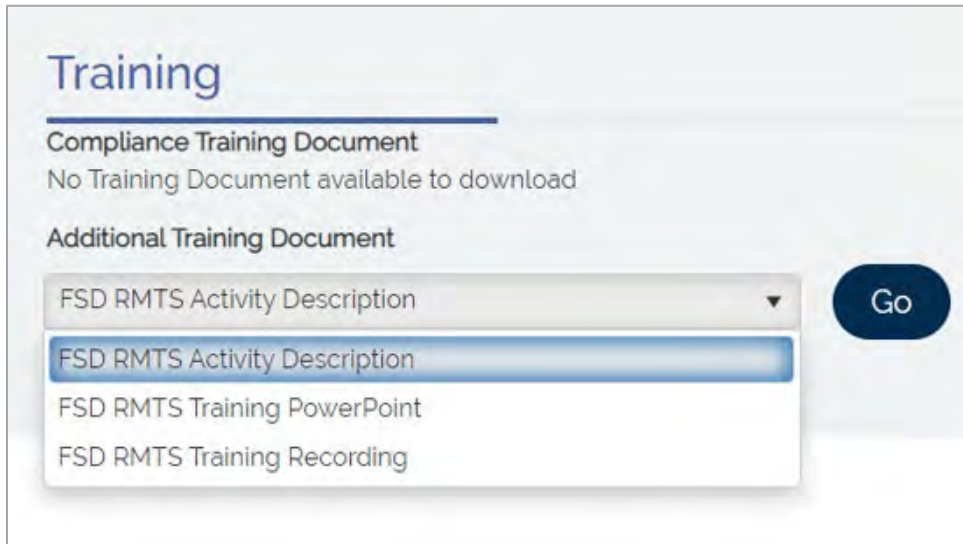 Training
Compliance Training Document
No Training Document available to download
Additional Training Document
FSD RMTS Activity Description
Go
FSD RMTS Activity Description
FSD RMTS Training PowerPoint
FSD RMTS Training Recording